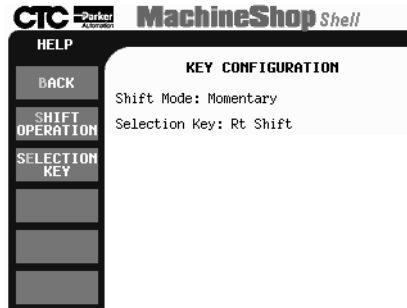 CTC Parker Automation MachineShop Shell
HELP
KEY CONFIGURATION
BACK
Shift Mode: Momentary
SHIFT OPERATION
Selection Key: Rt Shift
SELECTION KEY